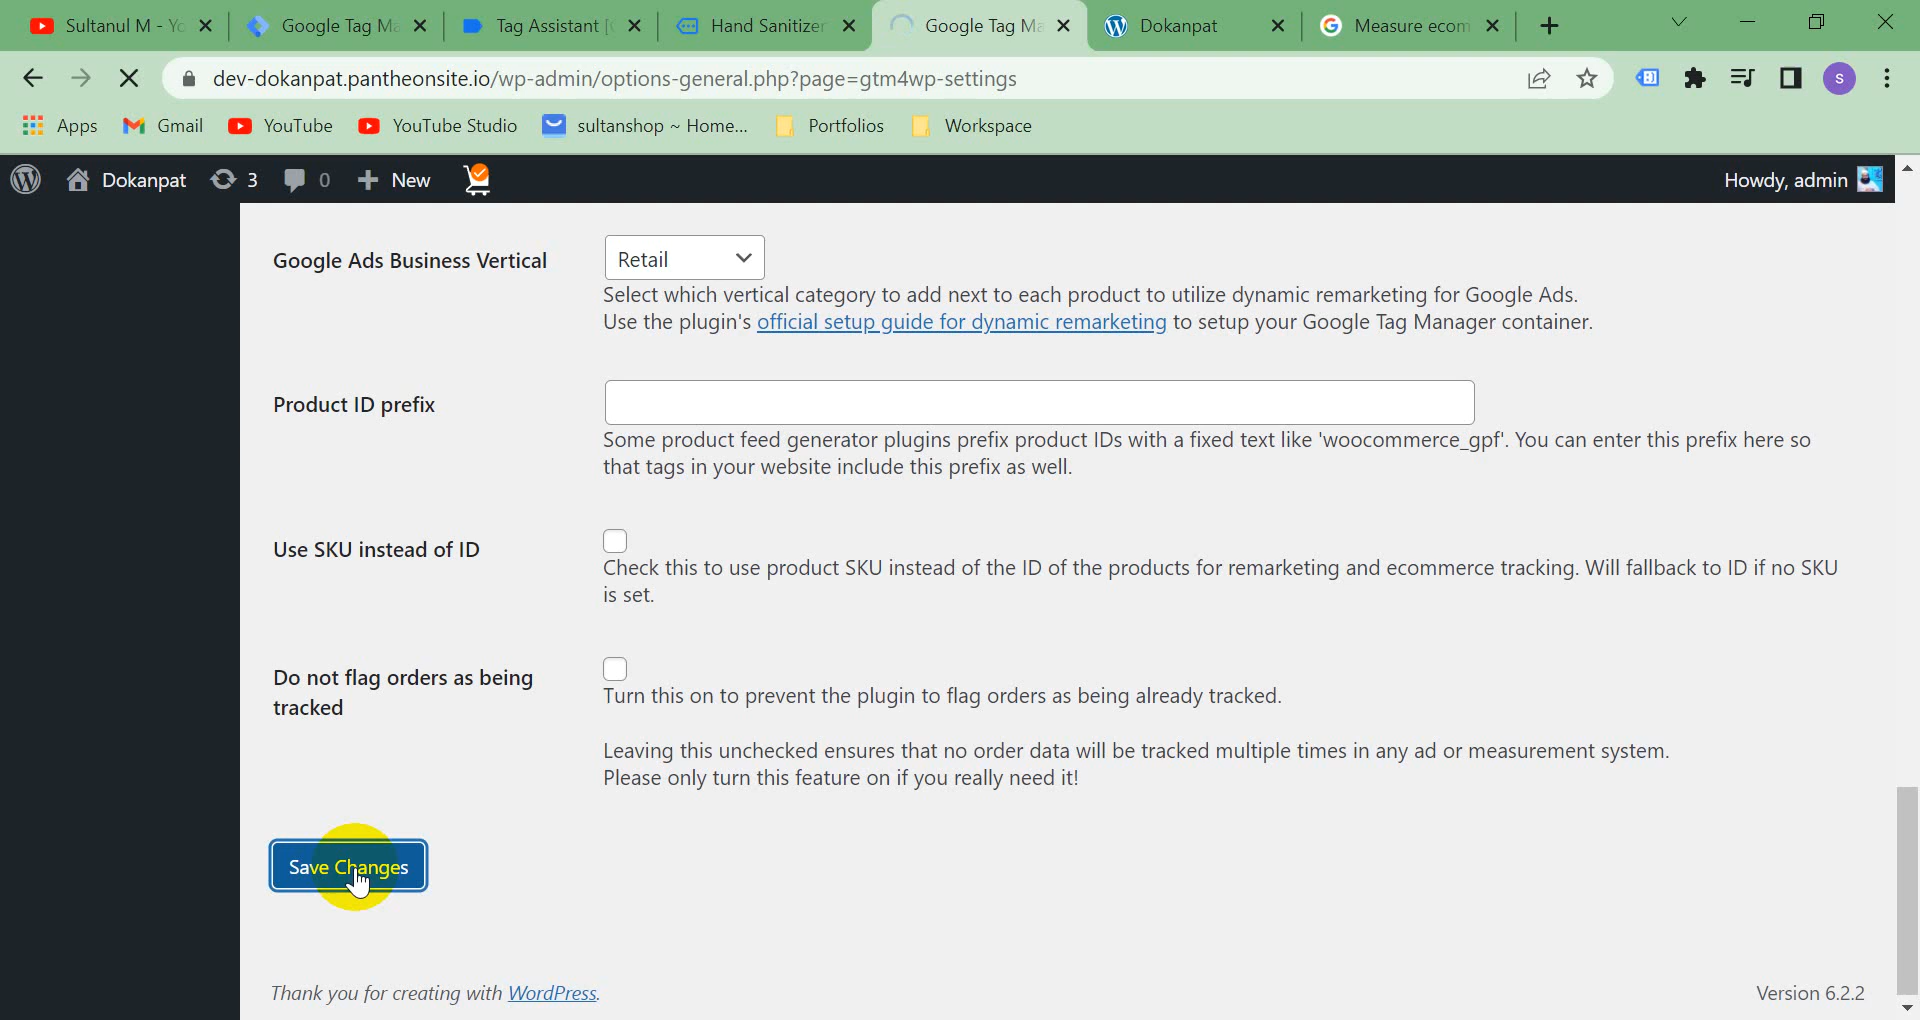 Sultanul M - Yo
Google Tag Ma
Tag Assistant [
Hand Sanitizer
Google Tag Ma
Dokanpat
Measure ecom
dev-dokanpat.pantheonsite.io/wp-admin/options-general.php?page=gtm4wp-settings
s
Apps
Gmail
YouTube
YouTube Studio
sultanshop ~ Home...
Portfolios
Workspace
Dokanpat
3
0
New
Howdy, admin
Google Ads Business Vertical
Retail
Select which vertical category to add next to each product to utilize dynamic remarketing for Google Ads.
Use the plugin's official setup guide for dynamic remarketing to setup your Google Tag Manager container.
Product ID prefix
Some product feed generator plugins prefix product IDs with a fixed text like 'woocommerce_gpf'. You can enter this prefix here so
that tags in your website include this prefix as well.
Use SKU instead of ID
Check this to use product SKU instead of the ID of the products for remarketing and ecommerce tracking. Will fallback to ID if no SKU
is set.
Do not flag orders as being
tracked
Turn this on to prevent the plugin to flag orders as being already tracked.
Leaving this unchecked ensures that no order data will be tracked multiple times in any ad or measurement system.
Please only turn this feature on if you really need it!
Save Changes
Thank you for creating with WordPress.
Version 6.2.2